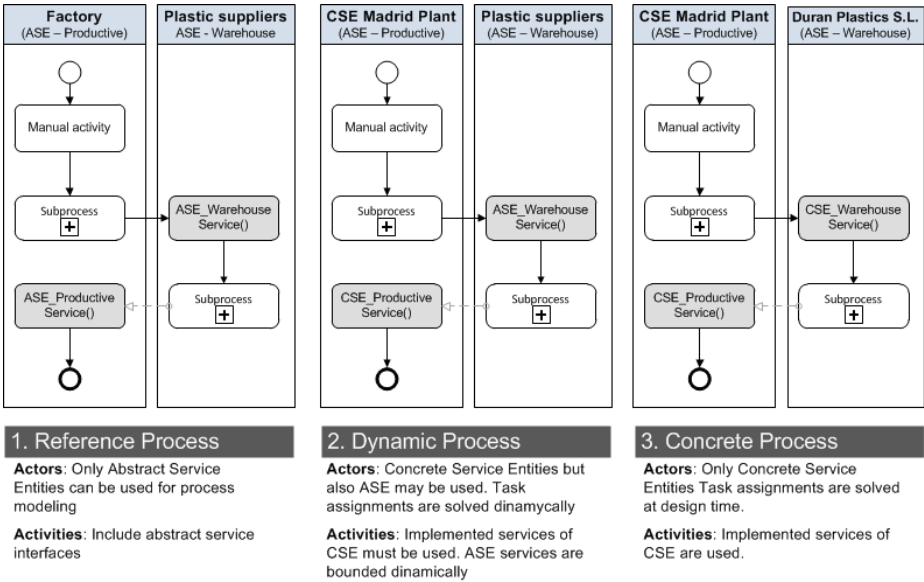 Factory
(ASE – Productive)
Plastic suppliers
ASE - Warehouse
Manual activity
Subprocess
ASE_Warehouse
Service()
ASE_Productive
Service()
Subprocess
CSE Madrid Plant
(ASE – Productive)
Plastic suppliers
(ASE – Warehouse)
Manual activity
Subprocess
ASE_Warehouse
Service()
CSE_Productive
Service()
Subprocess
CSE Madrid Plant
(ASE – Productive)
Duran Plastics S.L.
(ASE – Warehouse)
Manual activity
Subprocess
CSE_Warehouse
Service()
CSE_Productive
Service()
Subprocess
1. Reference Process
Actors: Only Abstract Service
Entities can be used for process
modeling
Activities: Include abstract service
interfaces
2. Dynamic Process
Actors: Concrete Service Entities but
also ASE may be used. Task
assignments are solved dinamycally
Activities: Implemented services of
CSE must be used. ASE services are
bounded dinamically
3. Concrete Process
Actors: Only Concrete Service
Entities Task assignments are solved
at design time.
Activities: Implemented services of
CSE are used.